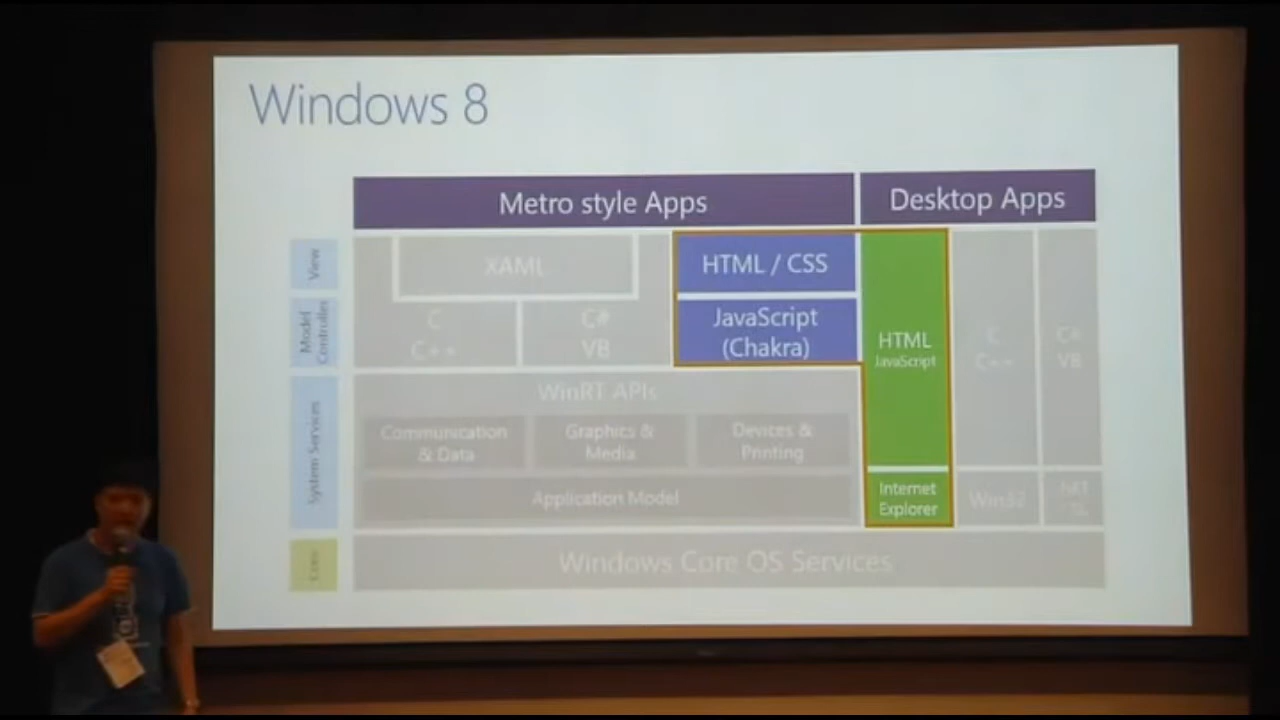 Windows 8
Metro style Apps
Desktop Apps
View
XAML
HTML / CSS
Model
Controller
C
C++
C#
VB
JavaScript
(Chakra)
HTML
JavaScript
C
C++
C#
VB
System Services
WinRT APIs
Communication
& Data
Graphics &
Media
Devices &
Printing
Application Model
Internet
Explorer
Win32
Core
Windows Core OS Services